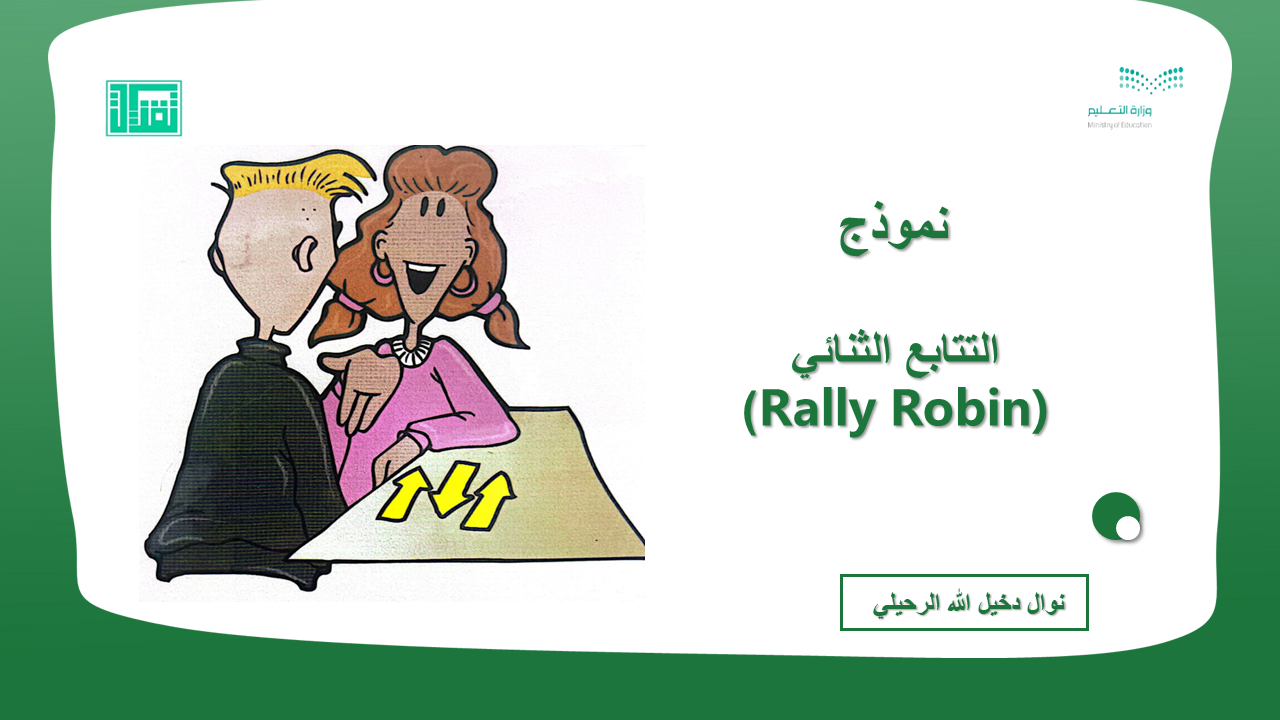 وزارة التعليم
Ministry of Education
نموذج
التتابع الثنائي
(Rally Robin)
نوال دخيل الله الرحيلي